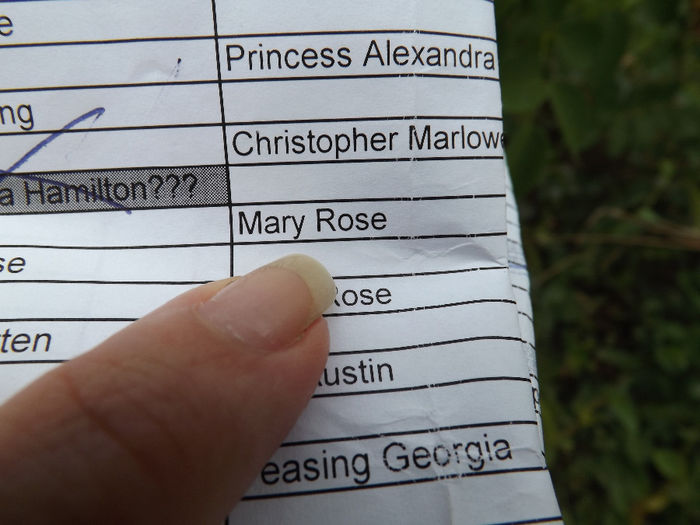 e
Princess Alexandra
ng
Christopher Marlowe
a Hamilton???
Mary Rose
se
Rose
ten
ustin
easing Georgia